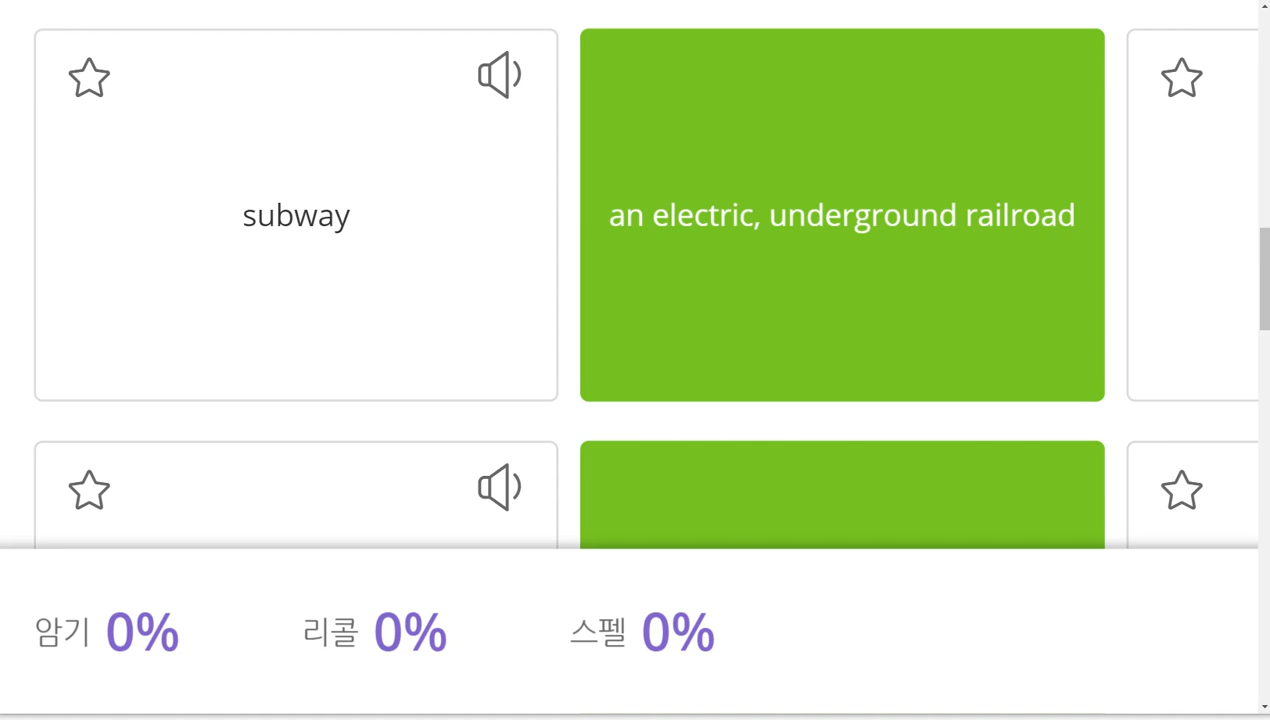 subway
an electric, underground railroad
암기 0%
리콜 0%
스펠 0%